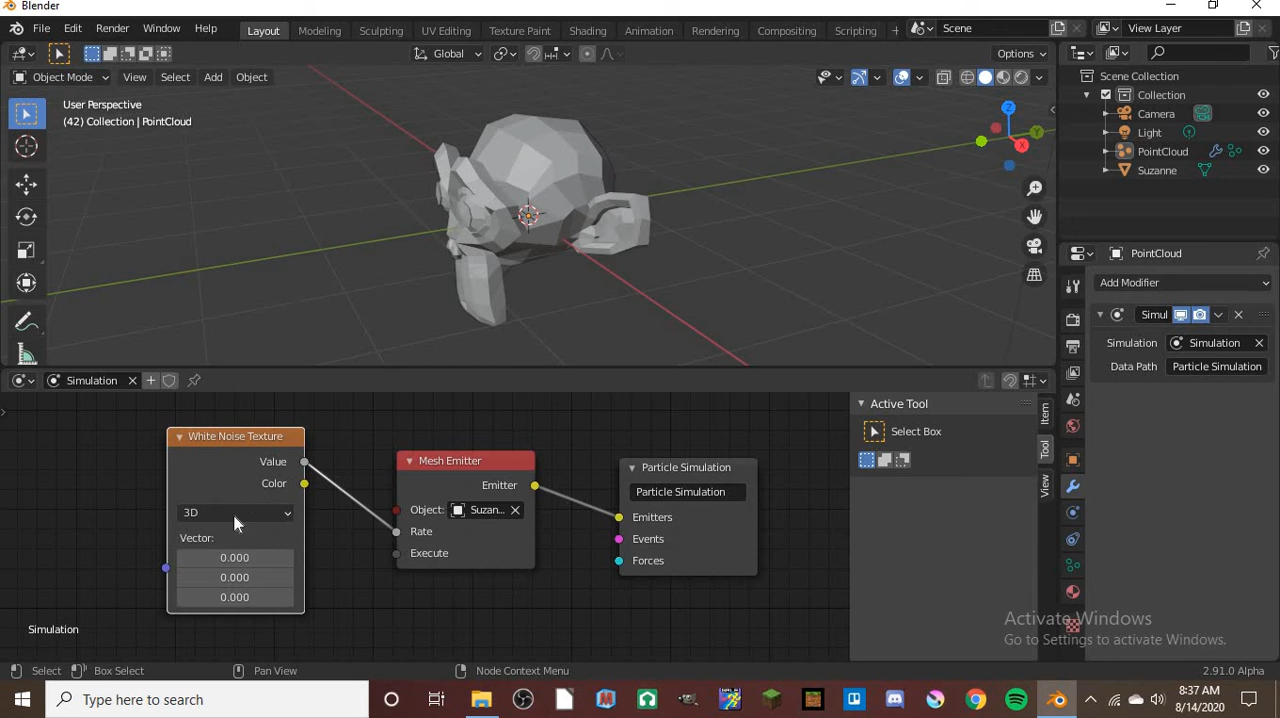 Blender
File Edit Render Window Help Layout Modeling Sculpting UV Editing Texture Paint Shading Animation Rendering Compositing Scripting + Scene View Layer
Global Options
Object Mode View Select Add Object
User Perspective
(42) Collection | PointCloud
X
Y
Z
Scene Collection
Collection
Camera
Light
PointCloud
Suzanne
PointCloud
Add Modifier
Simul
Simulation Simulation
Data Path Particle Simulation
Simulation
White Noise Texture
Value
Color
3D
Vector:
0.000
0.000
0.000
Mesh Emitter
Emitter
Object: Suzan...
Rate
Execute
Particle Simulation
Particle Simulation
Emitters
Events
Forces
Active Tool
Select Box
Item
Tool
View
Simulation
Activate Windows
Go to Settings to activate Windows.
Select Box Select Pan View Node Context Menu 2.91.0 Alpha
Type here to search
8:37 AM
8/14/2020